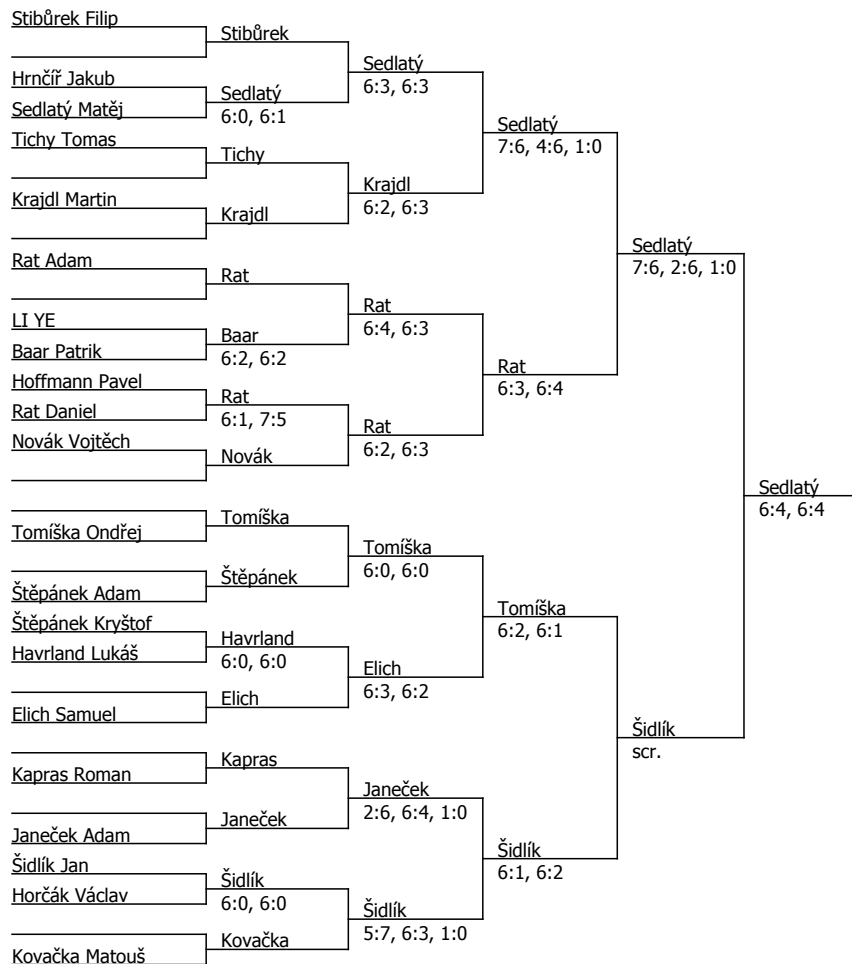 Stibůrek Filip
Stibůrek
Hrnčíř Jakub
Sedlatý Matěj
Sedlatý
6:0, 6:1
Sedlatý
6:3, 6:3
Tichy Tomas
Tichy
Krajdl Martin
Krajdl
Krajdl
6:2, 6:3
Sedlatý
7:6, 4:6, 1:0
Rat Adam
Rat
LI YE
Baar Patrik
Baar
6:2, 6:2
Rat
6:4, 6:3
Hoffmann Pavel
Rat Daniel
Rat
6:1, 7:5
Novák Vojtěch
Novák
Rat
6:2, 6:3
Rat
6:3, 6:4
Sedlatý
7:6, 2:6, 1:0
Tomíška Ondřej
Tomíška
Štěpánek Adam
Štěpánek
Tomíška
6:0, 6:0
Štěpánek Kryštof
Havrland Lukáš
Havrland
6:0, 6:0
Elich Samuel
Elich
Elich
6:3, 6:2
Tomíška
6:2, 6:1
Kapras Roman
Kapras
Janeček Adam
Janeček
Janeček
2:6, 6:4, 1:0
Šidlík Jan
Horčák Václav
Šidlík
6:0, 6:0
Kovačka Matouš
Kovačka
Šidlík
5:7, 6:3, 1:0
Šidlík
6:1, 6:2
Šidlík
scr.
Sedlatý
6:4, 6:4